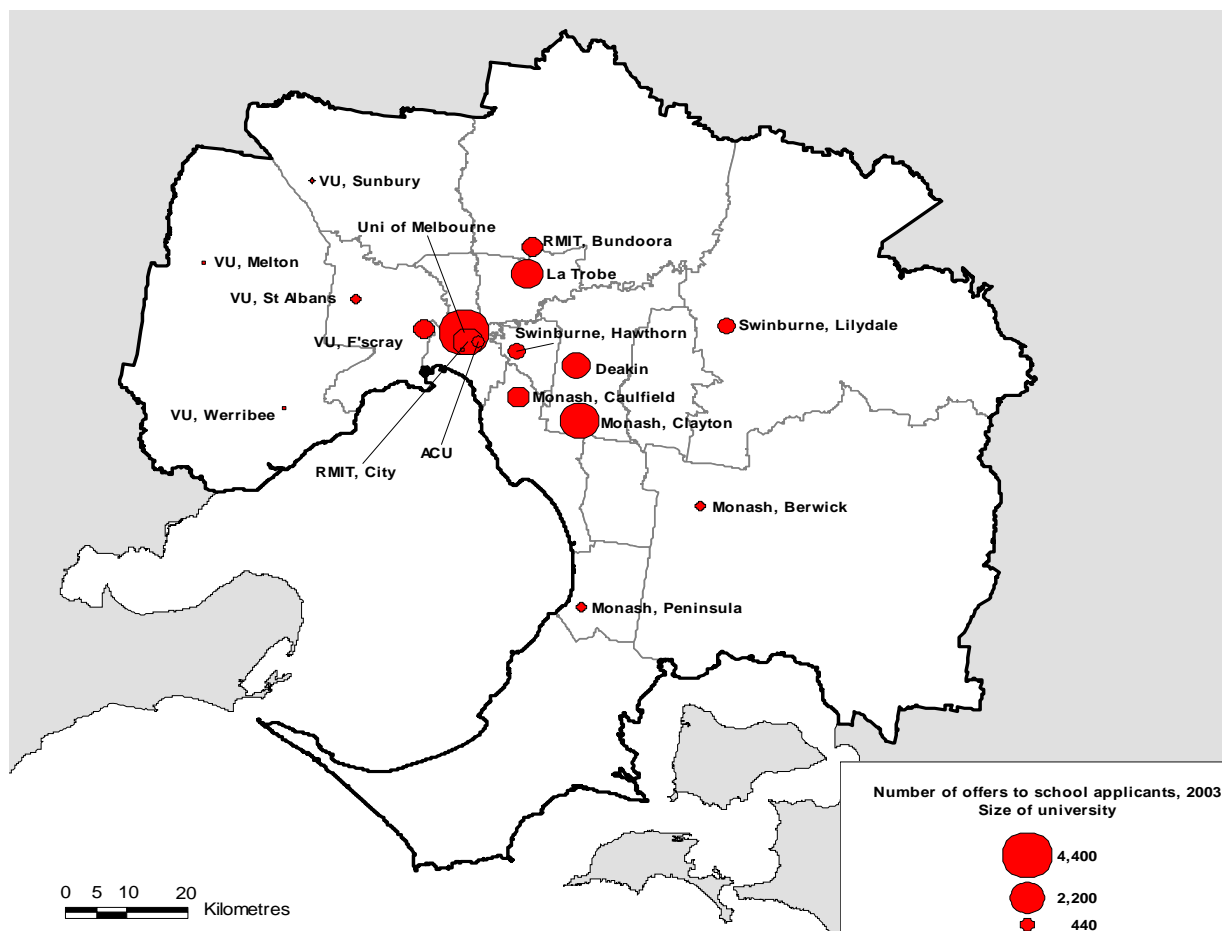 VU, Sunbury
Uni of Melbourne
RMIT, Bundoora
VU, Melton
La Trobe
VU, St Albans
Swinburne, Lilydale
Swinburne, Hawthorn
VU, F'scray
Deakin
Monash, Caulfield
VU, Werribee
Monash, Clayton
ACU
RMIT, City
Monash, Berwick
Monash, Peninsula
Number of offers to school applicants, 2003
Size of university
4,400
2,200
440
0 5 10 20
Kilometres